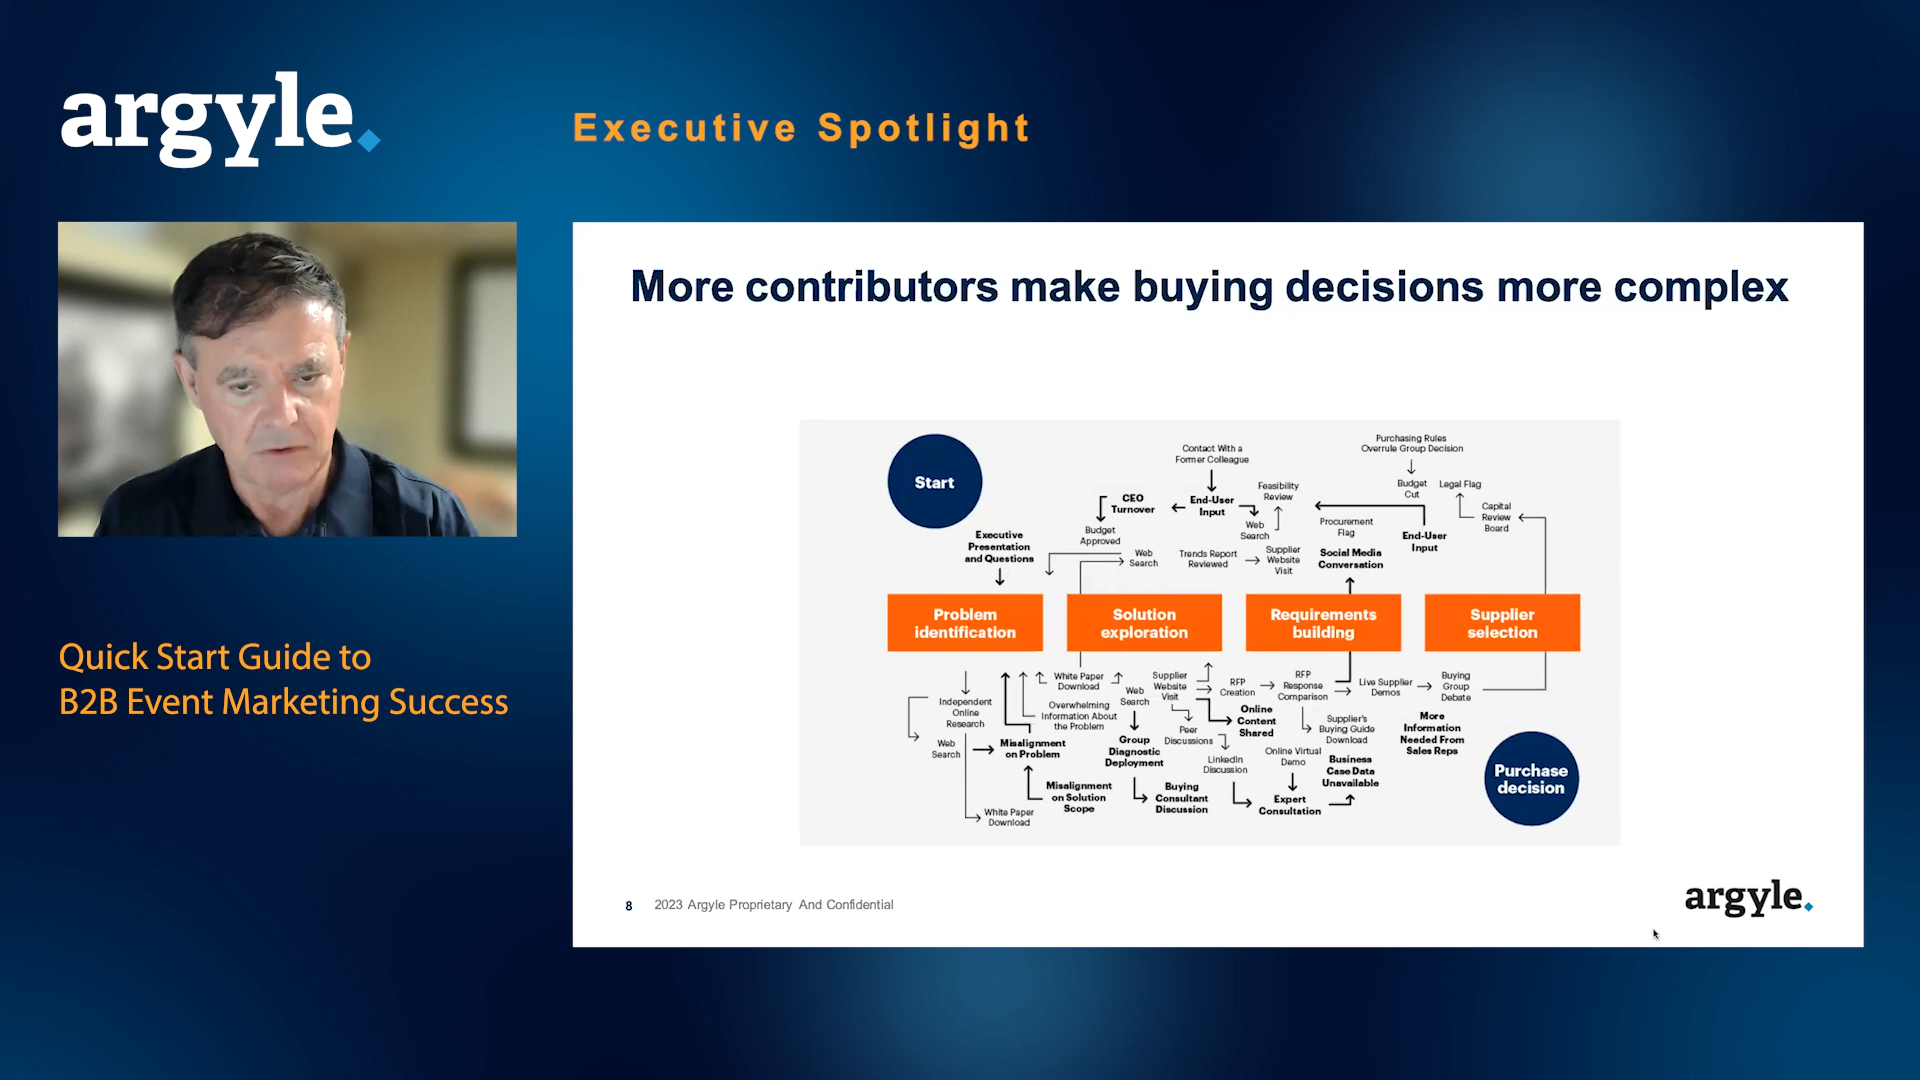 argyle.
Executive Spotlight
Quick Start Guide to
B2B Event Marketing Success
More contributors make buying decisions more complex
Start
Contact With a
Former Colleague
Purchasing Rules
Overrule Group Decision
CEO
Turnover
End-User
Input
Feasibility
Review
Budget
Cut
Legal Flag
Capital
Review
Board
Executive
Presentation
and Questions
Budget
Approved
Web
Search
Procurement
Flag
End-User
Input
Web
Search
Trends Report
Reviewed
Supplier
Website
Visit
Social Media
Conversation
Problem
identification
Solution
exploration
Requirements
building
Supplier
selection
Independent
Online
Research
White Paper
Download
Web
Search
Supplier
Website
Visit
RFP
Creation
RFP
Response
Comparison
Live Supplier
Demos
Buying
Group
Debate
Overwhelming
Information About
the Problem
Online
Content
Shared
Supplier's
Buying Guide
Download
More
Information
Needed From
Sales Reps
Web
Search
Misalignment
on Problem
Group
Diagnostic
Deployment
Peer
Discussions
LinkedIn
Discussion
Online Virtual
Demo
Business
Case Data
Unavailable
Misalignment
on Solution
Scope
Buying
Consultant
Discussion
Expert
Consultation
White Paper
Download
Purchase
decision
8 2023 Argyle Proprietary And Confidential
argyle.